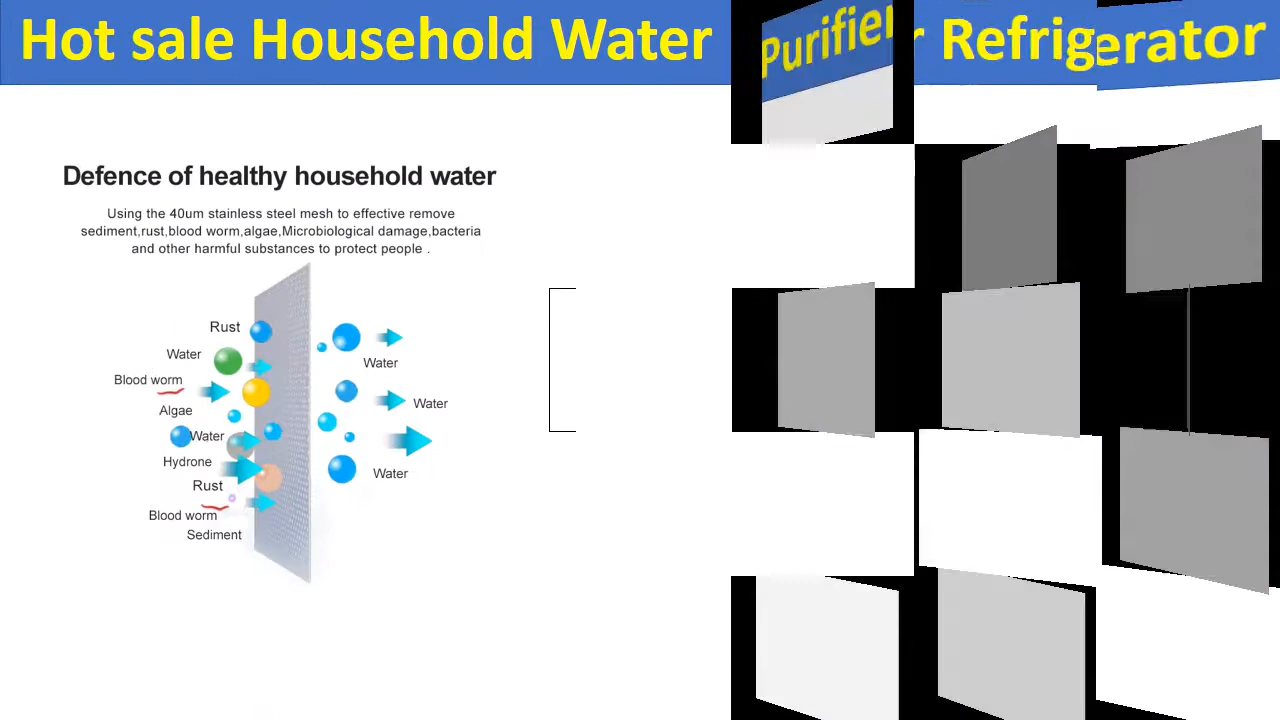 Hot sale Household Water Purifier Refrigerator
Defence of healthy household water
Using the 40um stainless steel mesh to effective remove
sediment,rust,blood worm,algae,Microbiological damage,bacteria
and other harmful substances to protect people .
Rust
Water
Water
Blood worm
Water
Algae
Water
Hydrone
Water
Rust
Blood worm
Sediment